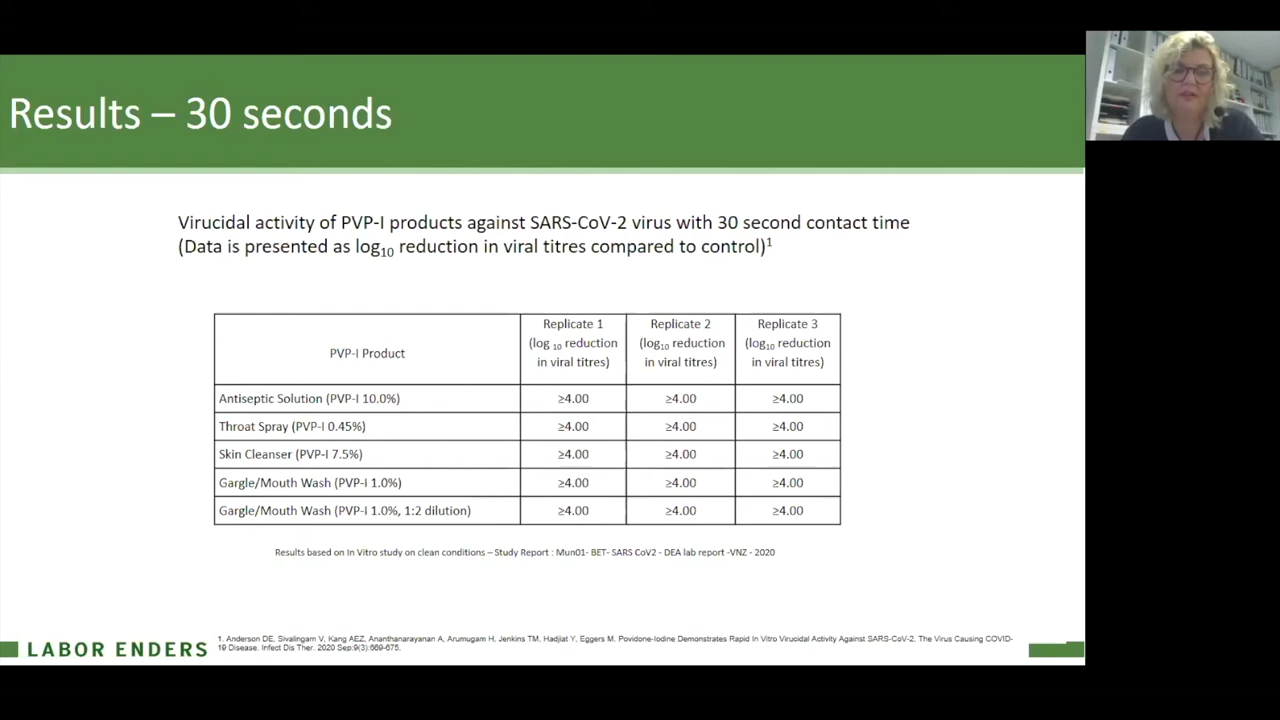 Results – 30 seconds
Virucidal activity of PVP-I products against SARS-CoV-2 virus with 30 second contact time
(Data is presented as log10 reduction in viral titres compared to control)1
PVP-I Product
Replicate 1
(log 10 reduction
in viral titres)
Replicate 2
(log10 reduction
in viral titres)
Replicate 3
(log10 reduction
in viral titres)
Antiseptic Solution (PVP-I 10.0%) ≥4.00 ≥4.00 ≥4.00
Throat Spray (PVP-I 0.45%) ≥4.00 ≥4.00 ≥4.00
Skin Cleanser (PVP-I 7.5%) ≥4.00 ≥4.00 ≥4.00
Gargle/Mouth Wash (PVP-I 1.0%) ≥4.00 ≥4.00 ≥4.00
Gargle/Mouth Wash (PVP-I 1.0%, 1:2 dilution) ≥4.00 ≥4.00 ≥4.00
Results based on In Vitro study on clean conditions – Study Report : Mun01- BET- SARS CoV2 - DEA lab report -VNZ - 2020
LABOR ENDERS
1. Anderson DE, Sivalingam V, Kang AEZ, Ananthanarayanan A, Arumugam H, Jenkins TM, Hadjiat Y, Eggers M. Povidone-Iodine Demonstrates Rapid In Vitro Virucidal Activity Against SARS-CoV-2, The Virus Causing COVID-
19 Disease. Infect Dis Ther. 2020 Sep;9(3):669-675.